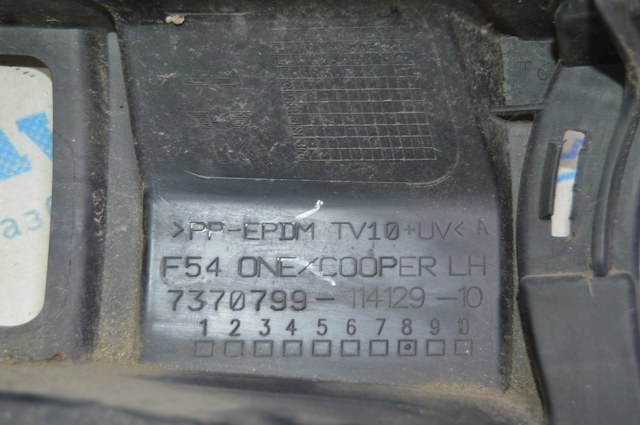 >PP-EPDM TV10+UV< A
F54 ONE/COOPER LH
7370799-114129-10
1 2 3 4 5 6 7 8 9 10